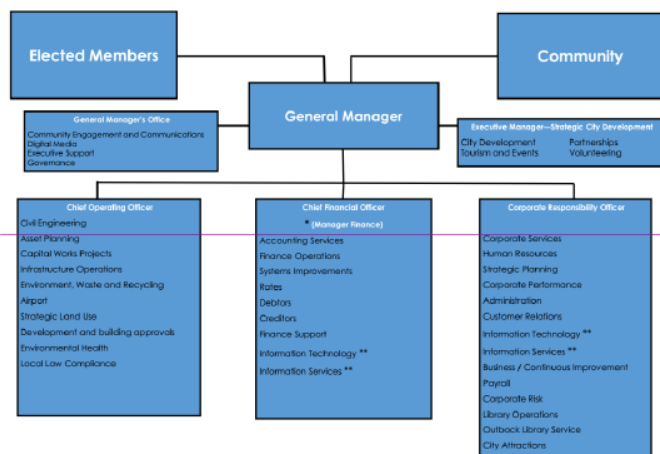 Elected Members
Community
General Manager
General Manager's Office
Community Engagement and Communications
Digital Media
Executive Support
Governance
Executive Manager—Strategic City Development
City Development Partnerships
Tourism and Events Volunteering
Chief Operating Officer
Civil Engineering
Asset Planning
Capital Works Projects
Infrastructure Operations
Environment, Waste and Recycling
Airport
Strategic Land Use
Development and building approvals
Environmental Health
Local Law Compliance
Chief Financial Officer
* (Manager Finance)
Accounting Services
Finance Operations
Systems Improvements
Rates
Debtors
Creditors
Finance Support
Information Technology **
Information Services **
Corporate Responsibility Officer
Corporate Services
Human Resources
Strategic Planning
Corporate Performance
Administration
Customer Relations
Information Technology **
Information Services **
Business / Continuous Improvement
Payroll
Corporate Risk
Library Operations
Outback Library Service
City Attractions